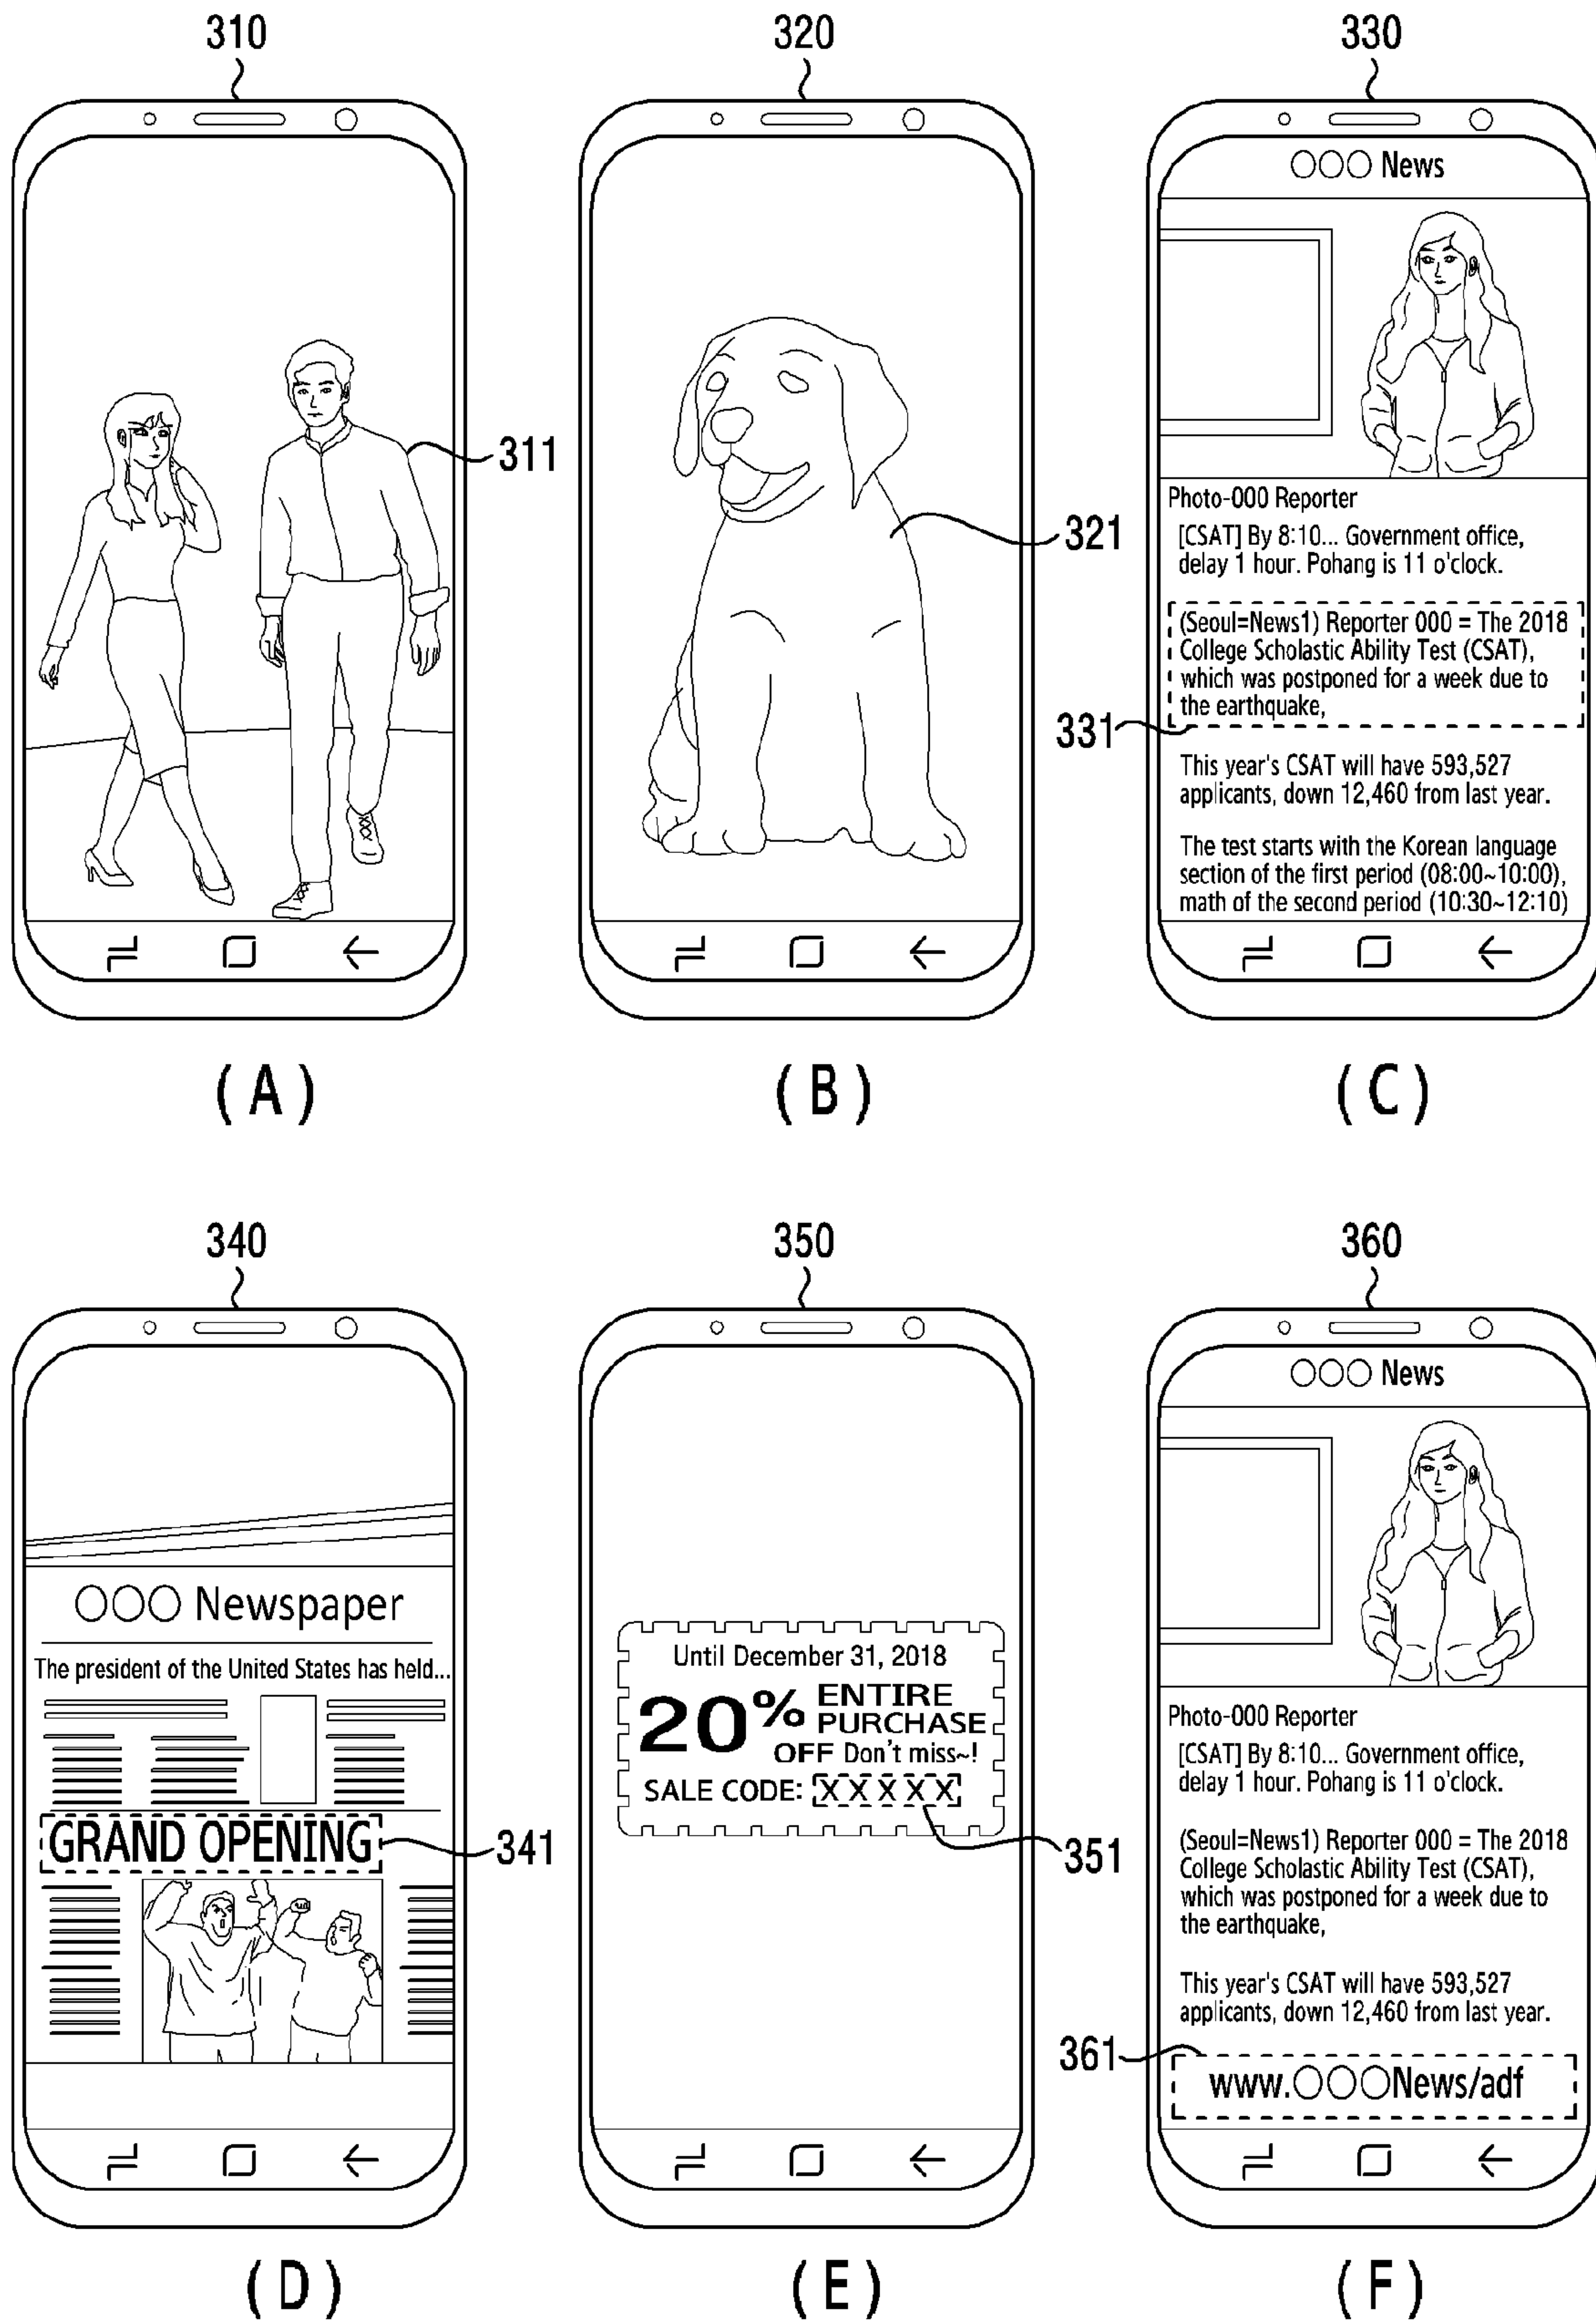 310
320
330
311
321
○○○ News
Photo-000 Reporter
[CSAT] By 8:10... Government office,
delay 1 hour. Pohang is 11 o'clock.
(Seoul=News1) Reporter 000 = The 2018
College Scholastic Ability Test (CSAT),
which was postponed for a week due to
the earthquake,
331
This year's CSAT will have 593,527
applicants, down 12,460 from last year.
The test starts with the Korean language
section of the first period (08:00~10:00),
math of the second period (10:30~12:10)
(A)
(B)
(C)
340
350
360
○○○ Newspaper
The president of the United States has held...
GRAND OPENING
341
Until December 31, 2018
20% ENTIRE
PURCHASE
OFF Don't miss~!
SALE CODE: XXXXX
351
○○○ News
Photo-000 Reporter
[CSAT] By 8:10... Government office,
delay 1 hour. Pohang is 11 o'clock.
(Seoul=News1) Reporter 000 = The 2018
College Scholastic Ability Test (CSAT),
which was postponed for a week due to
the earthquake,
This year's CSAT will have 593,527
applicants, down 12,460 from last year.
361
www.○○○News/adf
(D)
(E)
(F)